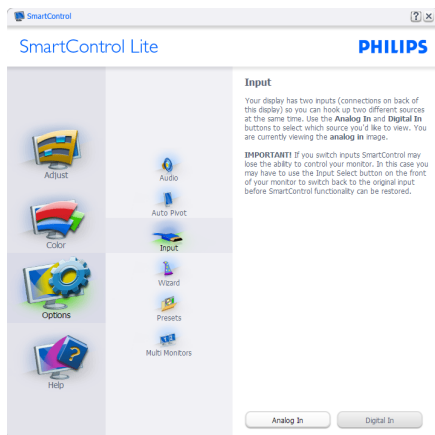 SmartControl
SmartControl Lite
PHILIPS
Adjust
Color
Options
Help
Audio
Auto Pivot
Input
Wizard
Presets
Multi Monitors
Input
Your display has two inputs (connections on back of
this display) so you can hook up two different sources
at the same time. Use the Analog In and Digital In
buttons to select which source you'd like to view. You
are currently viewing the analog in image.
IMPORTANT! If you switch inputs SmartControl may
lose the ability to control your monitor. In this case you
may have to use the Input Select button on the front
of your monitor to switch back to the original input
before SmartControl functionality can be restored.
Analog In
Digital In